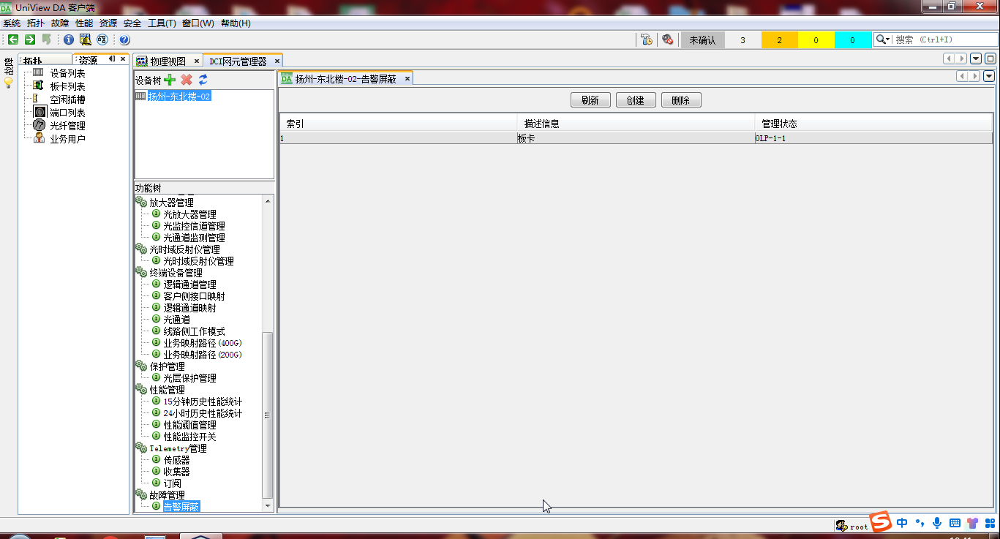 DA UniView DA 客户端
系统 拓扑 故障 性能 资源 安全 工具(T) 窗口(W) 帮助(H)
未确认 3 2 0 0 搜索 (Ctrl+I)
拓扑 资源
设备列表
板卡列表
空闲插槽
端口列表
光纤管理
业务用户
物理视图 DCI网元管理器
设备树
扬州-东北楼-02
功能树
放大器管理
光放大器管理
光监控信道管理
光通道监测管理
光时域反射仪管理
光时域反射仪管理
终端设备管理
逻辑通道管理
客户侧接口映射
逻辑通道映射
光通道
线路侧工作模式
业务映射路径(400G)
业务映射路径(200G)
保护管理
光层保护管理
性能管理
15分钟历史性能统计
24小时历史性能统计
性能阈值管理
性能监控开关
Telemetry管理
传感器
收集器
订阅
故障管理
告警屏蔽
DA 扬州-东北楼-02-告警屏蔽
刷新 创建 删除
索引 描述信息 管理状态
1 板卡 OLP-1-1
root
中